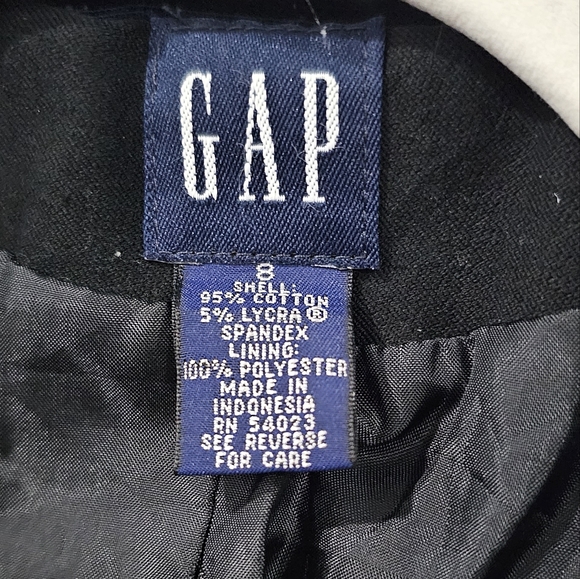 GAP
8
SHELL:
95% COTTON
5% LYCRA®
SPANDEX
LINING:
100% POLYESTER
MADE IN
INDONESIA
RN 54023
SEE REVERSE
FOR CARE